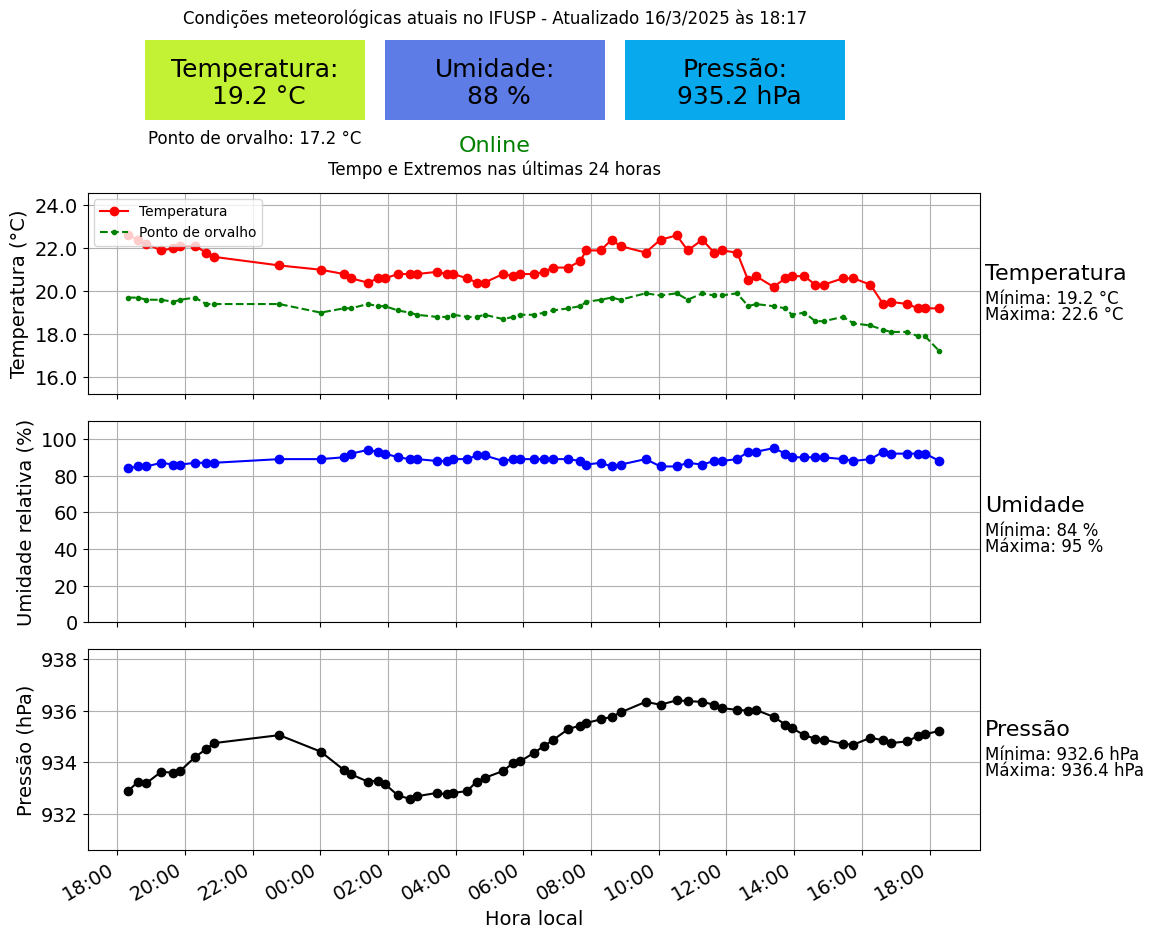 Condições meteorológicas atuais no IFUSP - Atualizado 16/3/2025 às 18:17
Temperatura:
19.2 °C
Umidade:
88 %
Pressão:
935.2 hPa
Ponto de orvalho: 17.2 °C
Online
Tempo e Extremos nas últimas 24 horas
Temperatura (°C)
24.0
22.0
20.0
18.0
16.0
Temperatura
Ponto de orvalho
Temperatura
Mínima: 19.2 °C
Máxima: 22.6 °C
Umidade relativa (%)
100
80
60
40
20
0
Umidade
Mínima: 84 %
Máxima: 95 %
Pressão (hPa)
938
936
934
932
Pressão
Mínima: 932.6 hPa
Máxima: 936.4 hPa
18:00 20:00 22:00 00:00 02:00 04:00 06:00 08:00 10:00 12:00 14:00 16:00 18:00
Hora local